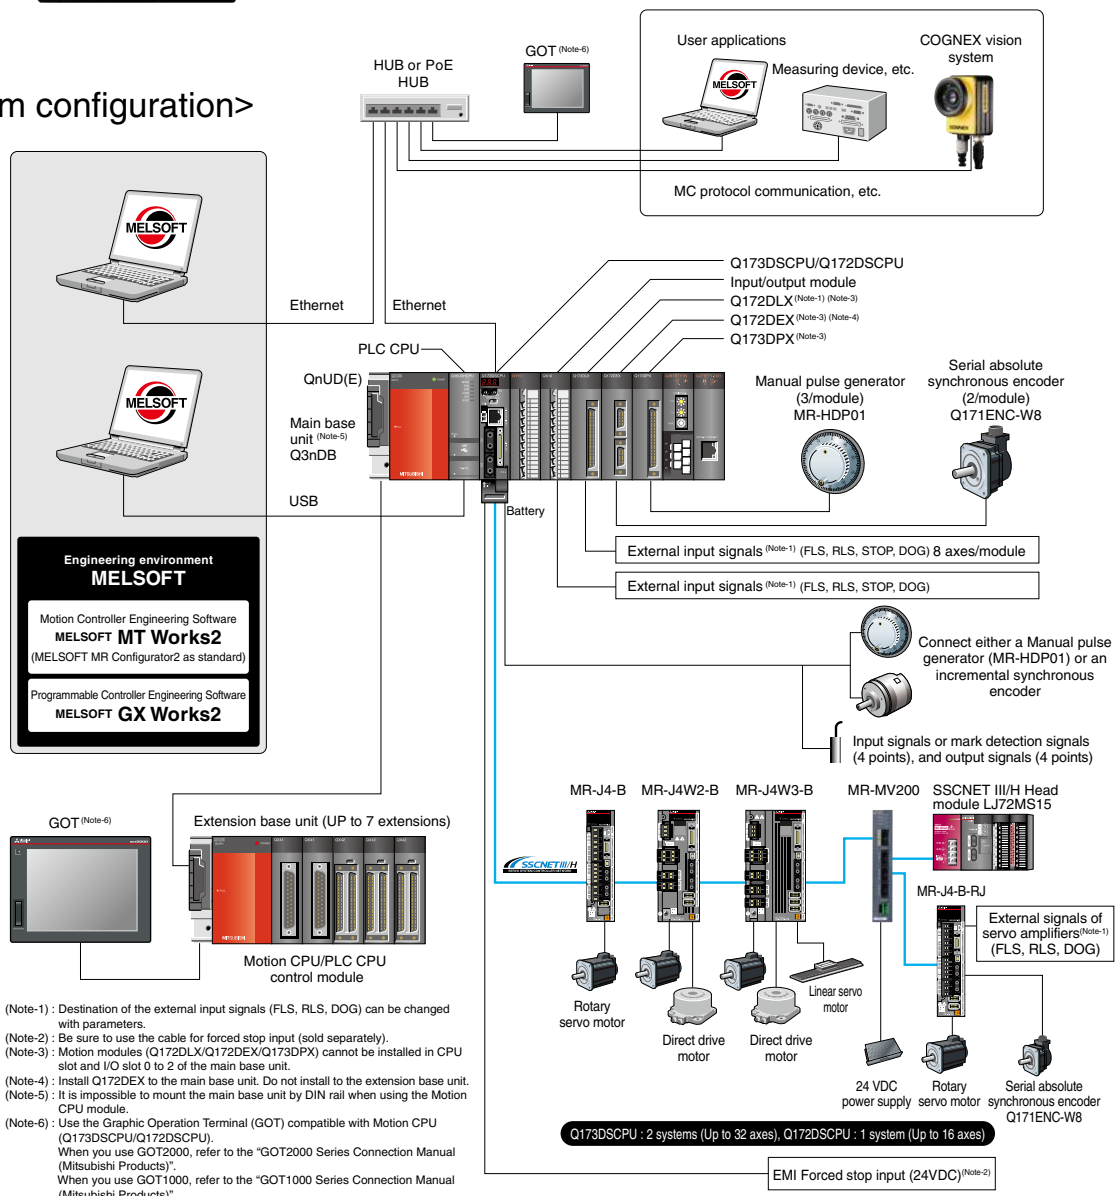 m configuration>
HUB or PoE
HUB
GOT (Note-6)
User applications
MELSOFT
Measuring device, etc.
COGNEX vision
system
COGNEX
MC protocol communication, etc.
MELSOFT
Ethernet
Ethernet
MELSOFT
USB
Q173DSCPU/Q172DSCPU
Input/output module
Q172DLX (Note-1) (Note-3)
Q172DEX (Note-3) (Note-4)
Q173DPX (Note-3)
PLC CPU
QnUD(E)
Main base
unit (Note-5)
Q3nDB
MITSUBISHI
Battery
Manual pulse generator
(3/module)
MR-HDP01
Serial absolute
synchronous encoder
(2/module)
Q171ENC-W8
External input signals (Note-1) (FLS, RLS, STOP, DOG) 8 axes/module
External input signals (Note-1) (FLS, RLS, STOP, DOG)
Engineering environment
MELSOFT
Motion Controller Engineering Software
MELSOFT MT Works2
(MELSOFT MR Configurator2 as standard)
Programmable Controller Engineering Software
MELSOFT GX Works2
Connect either a Manual pulse
generator (MR-HDP01) or an
incremental synchronous
encoder
Input signals or mark detection signals
(4 points), and output signals (4 points)
GOT (Note-6)
Extension base unit (UP to 7 extensions)
MITSUBISHI
Motion CPU/PLC CPU
control module
SSCNETIII/H
SERVO SYSTEM CONTROLLER NETWORK
MR-J4-B
MR-J4W2-B
MR-J4W3-B
MR-MV200
SSCNET III/H Head
module LJ72MS15
MR-J4-B-RJ
External signals of
servo amplifiers(Note-1)
(FLS, RLS, DOG)
Rotary
servo motor
Direct drive
motor
Direct drive
motor
Linear servo
motor
24 VDC
power supply
Rotary
servo motor
Serial absolute
synchronous encoder
Q171ENC-W8
Q173DSCPU : 2 systems (Up to 32 axes), Q172DSCPU : 1 system (Up to 16 axes)
EMI Forced stop input (24VDC)(Note-2)
(Note-1) : Destination of the external input signals (FLS, RLS, DOG) can be changed
with parameters.
(Note-2) : Be sure to use the cable for forced stop input (sold separately).
(Note-3) : Motion modules (Q172DLX/Q172DEX/Q173DPX) cannot be installed in CPU
slot and I/O slot 0 to 2 of the main base unit.
(Note-4) : Install Q172DEX to the main base unit. Do not install to the extension base unit.
(Note-5) : It is impossible to mount the main base unit by DIN rail when using the Motion
CPU module.
(Note-6) : Use the Graphic Operation Terminal (GOT) compatible with Motion CPU
(Q173DSCPU/Q172DSCPU).
When you use GOT2000, refer to the "GOT2000 Series Connection Manual
(Mitsubishi Products)".
When you use GOT1000, refer to the "GOT1000 Series Connection Manual
(Mitsubishi Products)".